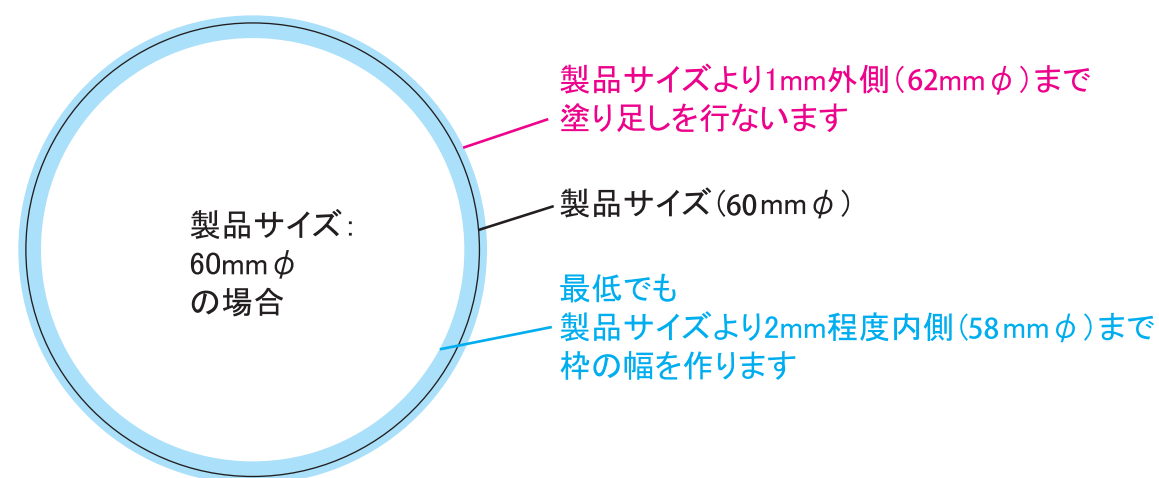 製品サイズより1mm外側（62mmφ）まで
塗り足しを行ないます
製品サイズ（60mmφ）
製品サイズ：
60mmφ
の場合
最低でも
製品サイズより2mm程度内側（58mmφ）まで
枠の幅を作ります